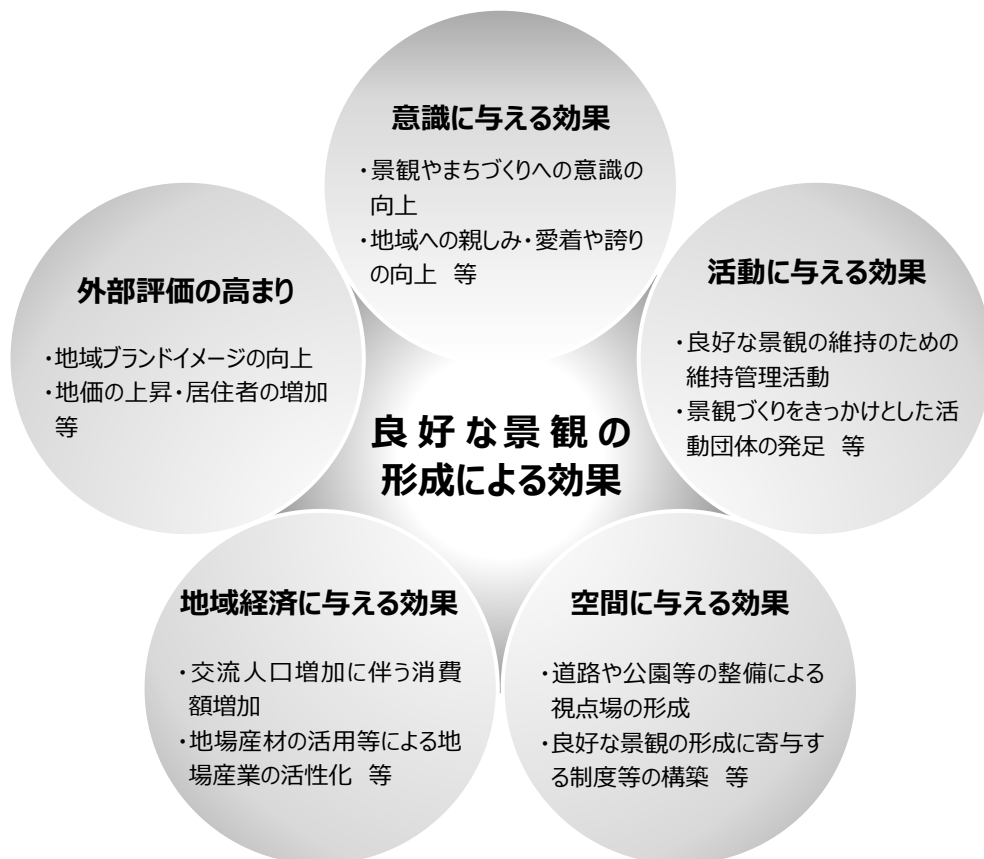 意識に与える効果
・景観やまちづくりへの意識の
向上
・地域への親しみ・愛着や誇り
の向上　等
活動に与える効果
・良好な景観の維持のための
維持管理活動
・景観づくりをきっかけとした活
動団体の発足　等
空間に与える効果
・道路や公園等の整備による
視点場の形成
・良好な景観の形成に寄与す
る制度等の構築　等
地域経済に与える効果
・交流人口増加に伴う消費
額増加
・地場産材の活用等による地
場産業の活性化　等
外部評価の高まり
・地域ブランドイメージの向上
・地価の上昇・居住者の増加
等
良好な景観の
形成による効果